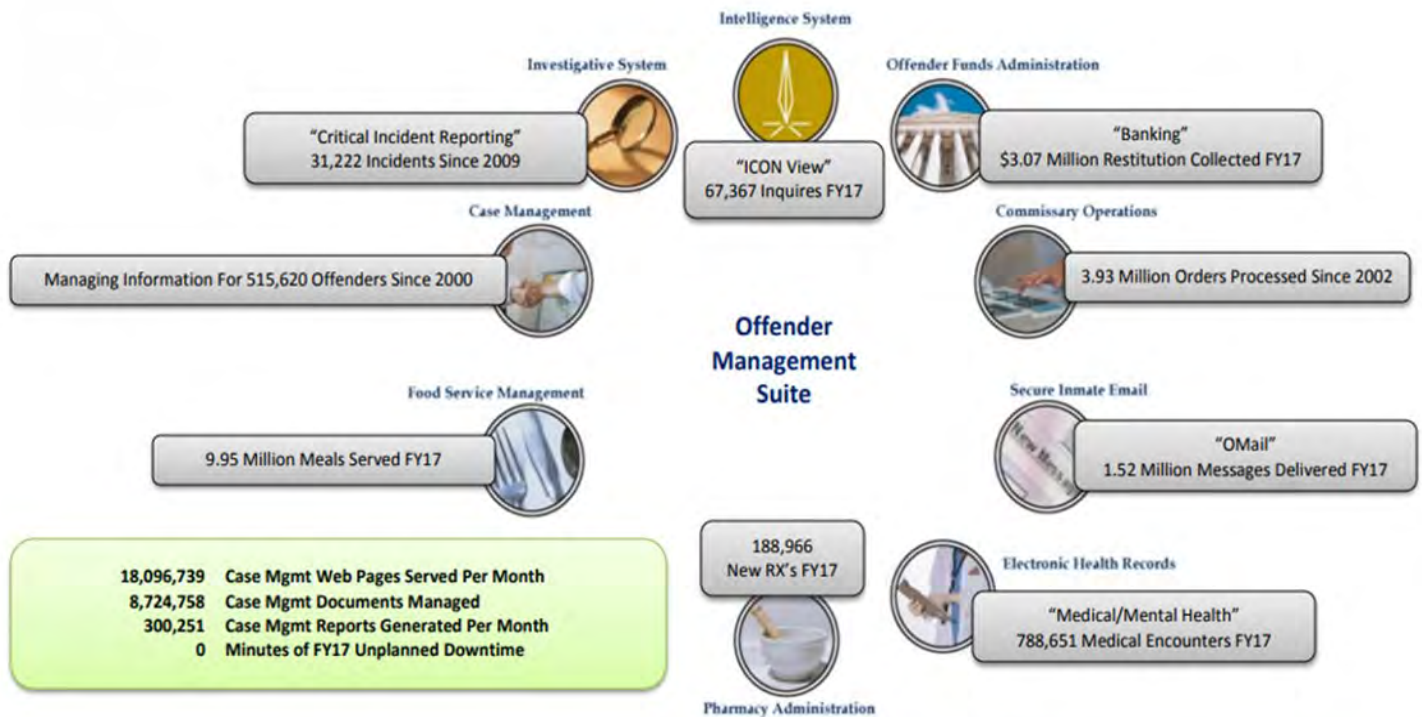 Intelligence System
Investigative System
Offender Funds Administration
"Critical Incident Reporting"
31,222 Incidents Since 2009
"ICON View"
67,367 Inquires FY17
"Banking"
$3.07 Million Restitution Collected FY17
Case Management
Commissary Operations
Managing Information For 515,620 Offenders Since 2000
3.93 Million Orders Processed Since 2002
Offender
Management
Suite
Food Service Management
Secure Inmate Email
9.95 Million Meals Served FY17
New Messag
"OMail"
1.52 Million Messages Delivered FY17
188,966
New RX's FY17
Electronic Health Records
18,096,739 Case Mgmt Web Pages Served Per Month
8,724,758 Case Mgmt Documents Managed
300,251 Case Mgmt Reports Generated Per Month
0 Minutes of FY17 Unplanned Downtime
"Medical/Mental Health"
788,651 Medical Encounters FY17
Pharmacy Administration